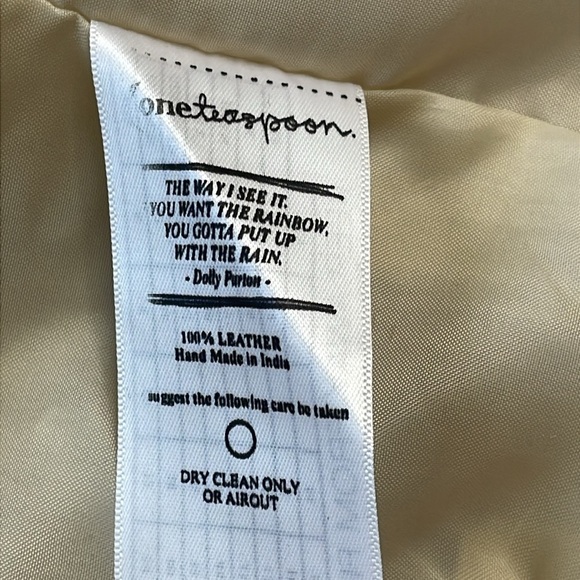 oneteaspoon.
THE WAY I SEE IT.
YOU WANT THE RAINBOW,
YOU GOTTA PUT UP
WITH THE RAIN.
- Dolly Parton -
100% LEATHER
Hand Made in India
suggest the following care be taken
DRY CLEAN ONLY
OR AIROUT